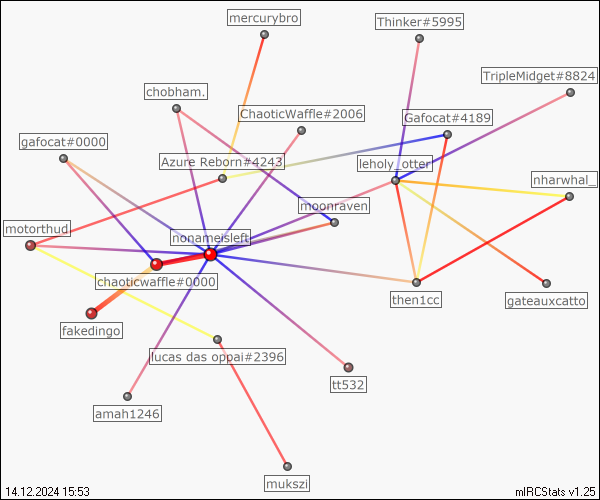 mercurybro
Thinker#5995
TripleMidget#8824
chobham.
ChaoticWaffle#2006
Gafocat#4189
gafocat#0000
Azure Reborn#4243
leholy_otter
nharwhal_
moonraven
motorthud
nonameisleft
chaoticwaffle#0000
then1cc
gateauxcatto
fakedingo
lucas das oppai#2396
tt532
amah1246
mukszi
14.12.2024 15:53
mIRCStats v1.25